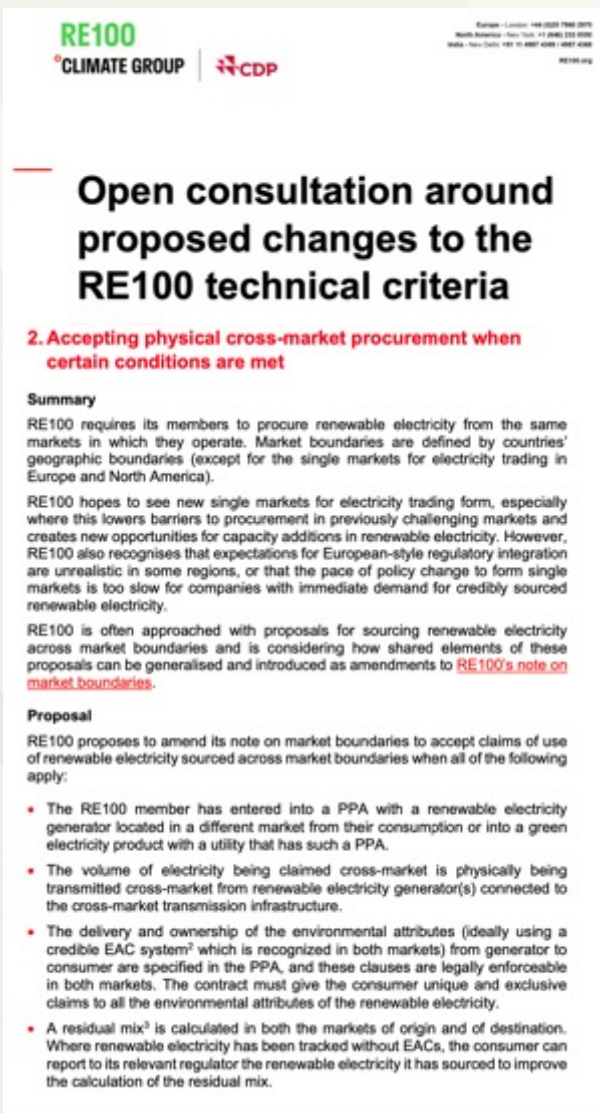 RE100
°CLIMATE GROUP
CDP
RE100.org
Open consultation around
proposed changes to the
RE100 technical criteria
2. Accepting physical cross-market procurement when
certain conditions are met
Summary
RE100 requires its members to procure renewable electricity from the same
markets in which they operate. Market boundaries are defined by countries'
geographic boundaries (except for the single markets for electricity trading in
Europe and North America).
RE100 hopes to see new single markets for electricity trading form, especially
where this lowers barriers to procurement in previously challenging markets and
creates new opportunities for capacity additions in renewable electricity. However,
RE100 also recognises that expectations for European-style regulatory integration
are unrealistic in some regions, or that the pace of policy change to form single
markets is too slow for companies with immediate demand for credibly sourced
renewable electricity.
RE100 is often approached with proposals for sourcing renewable electricity
across market boundaries and is considering how shared elements of these
proposals can be generalised and introduced as amendments to RE100's note on
market boundaries.
Proposal
RE100 proposes to amend its note on market boundaries to accept claims of use
of renewable electricity sourced across market boundaries when all of the following
apply:
• The RE100 member has entered into a PPA with a renewable electricity
generator located in a different market from their consumption or into a green
electricity product with a utility that has such a PPA.
• The volume of electricity being claimed cross-market is physically being
transmitted cross-market from renewable electricity generator(s) connected to
the cross-market transmission infrastructure.
• The delivery and ownership of the environmental attributes (ideally using a
credible EAC system² which is recognized in both markets) from generator to
consumer are specified in the PPA, and these clauses are legally enforceable
in both markets. The contract must give the consumer unique and exclusive
claims to all the environmental attributes of the renewable electricity.
• A residual mix³ is calculated in both the markets of origin and of destination.
Where renewable electricity has been tracked without EACs, the consumer can
report to its relevant regulator the renewable electricity it has sourced to improve
the calculation of the residual mix.